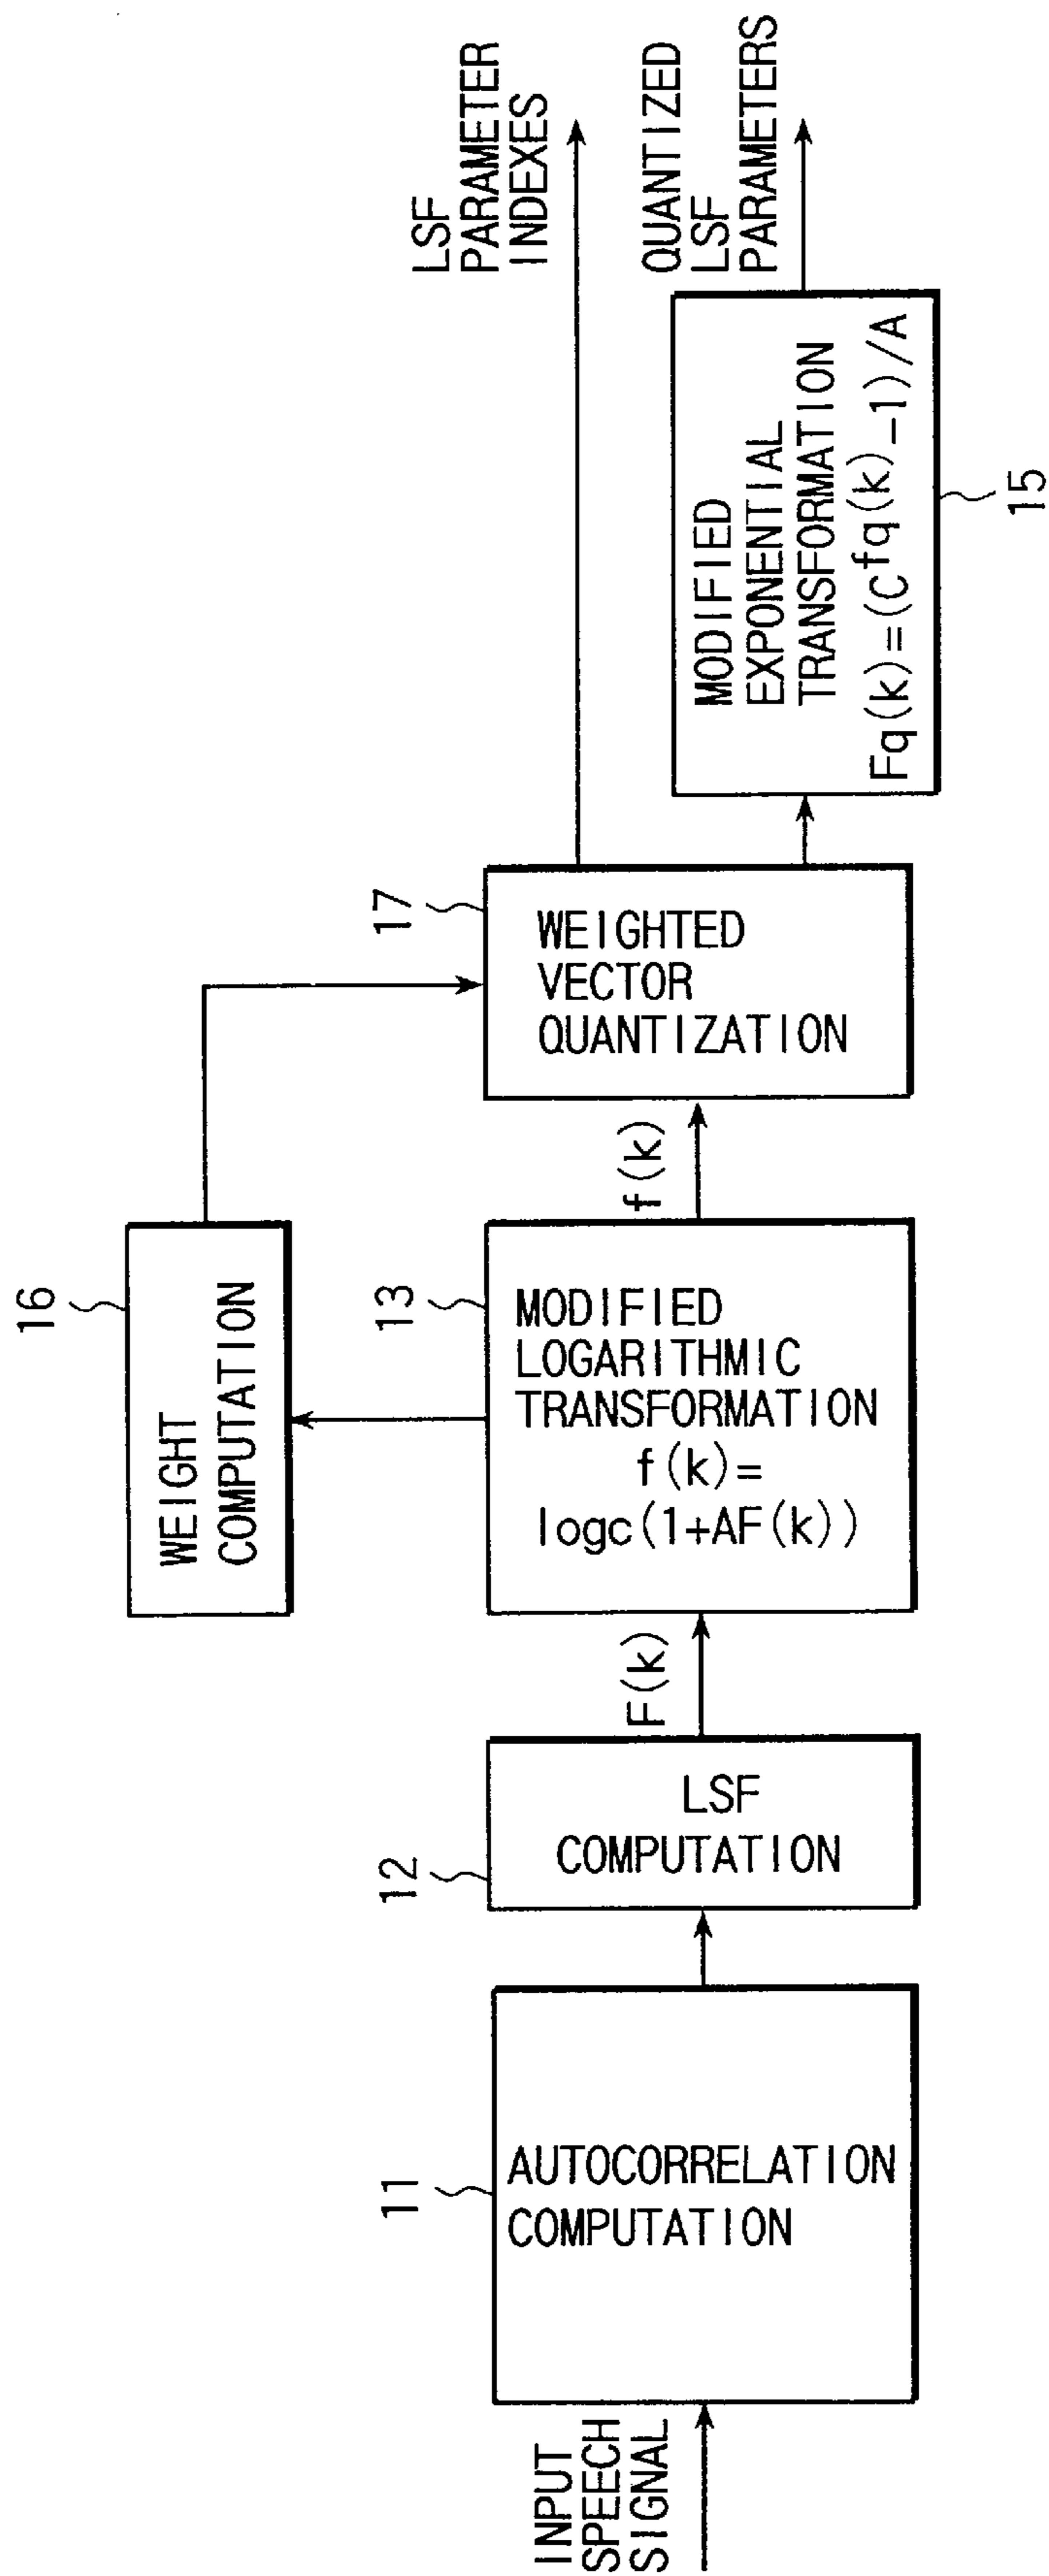 INPUT
SPEECH
SIGNAL
11
AUTOCORRELATION
COMPUTATION
12
LSF
COMPUTATION
F(k)
13
MODIFIED
LOGARITHMIC
TRANSFORMATION
f(k)=
logc(1+AF(k))
16
WEIGHT
COMPUTATION
f(k)
17
WEIGHTED
VECTOR
QUANTIZATION
LSF
PARAMETER
INDEXES
MODIFIED
EXPONENTIAL
TRANSFORMATION
Fq(k)=(C^fq(k)-1)/A
15
QUANTIZED
LSF
PARAMETERS